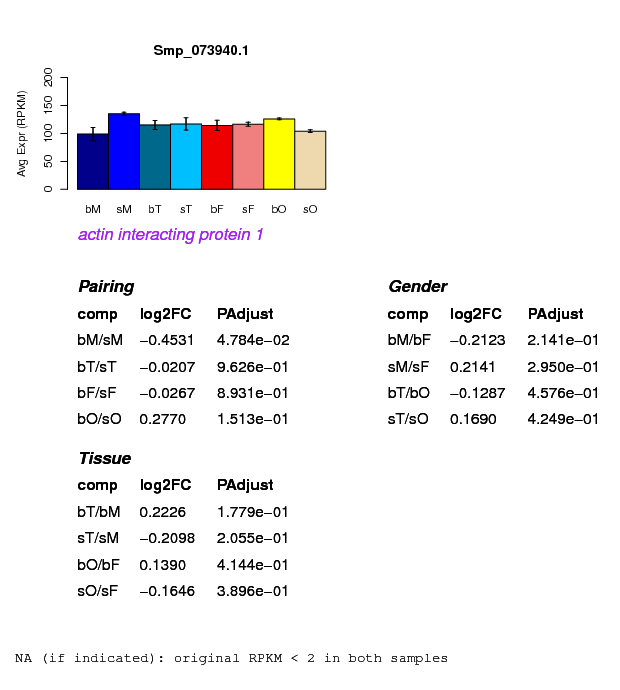 Smp_073940.1
Avg Expr (RPKM)
200
150
100
50
0
bM sM bT sT bF sF bO sO
actin interacting protein 1
Pairing
comp log2FC PAdjust
bM/sM −0.4531 4.784e−02
bT/sT −0.0207 9.626e−01
bF/sF −0.0267 8.931e−01
bO/sO 0.2770 1.513e−01
Gender
comp log2FC PAdjust
bM/bF −0.2123 2.141e−01
sM/sF 0.2141 2.950e−01
bT/bO −0.1287 4.576e−01
sT/sO 0.1690 4.249e−01
Tissue
comp log2FC PAdjust
bT/bM 0.2226 1.779e−01
sT/sM −0.2098 2.055e−01
bO/bF 0.1390 4.144e−01
sO/sF −0.1646 3.896e−01
NA (if indicated): original RPKM < 2 in both samples